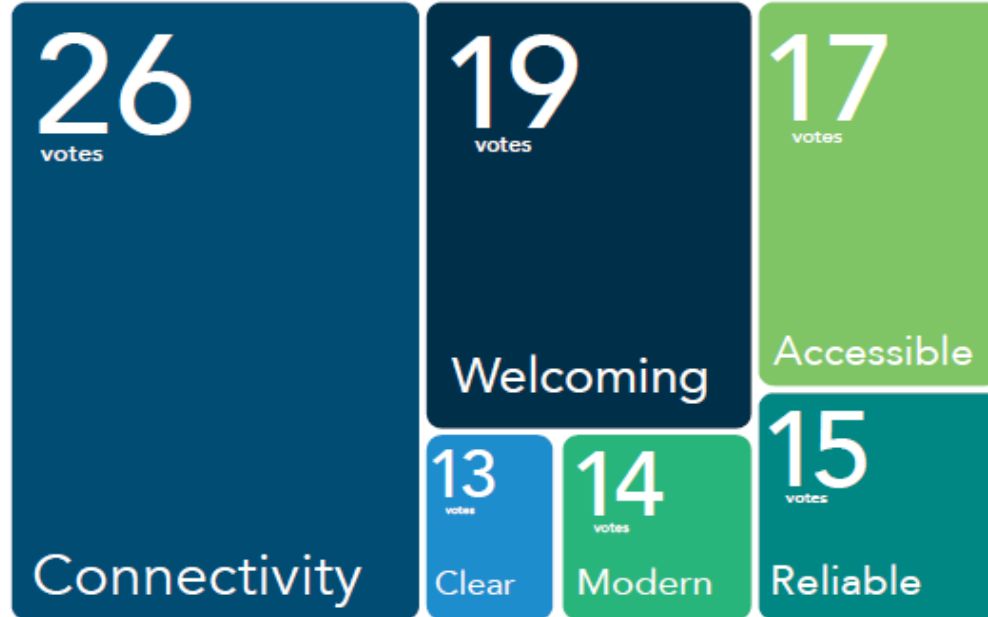 26
votes
Connectivity
19
votes
Welcoming
17
votes
Accessible
13
votes
Clear
14
votes
Modern
15
votes
Reliable